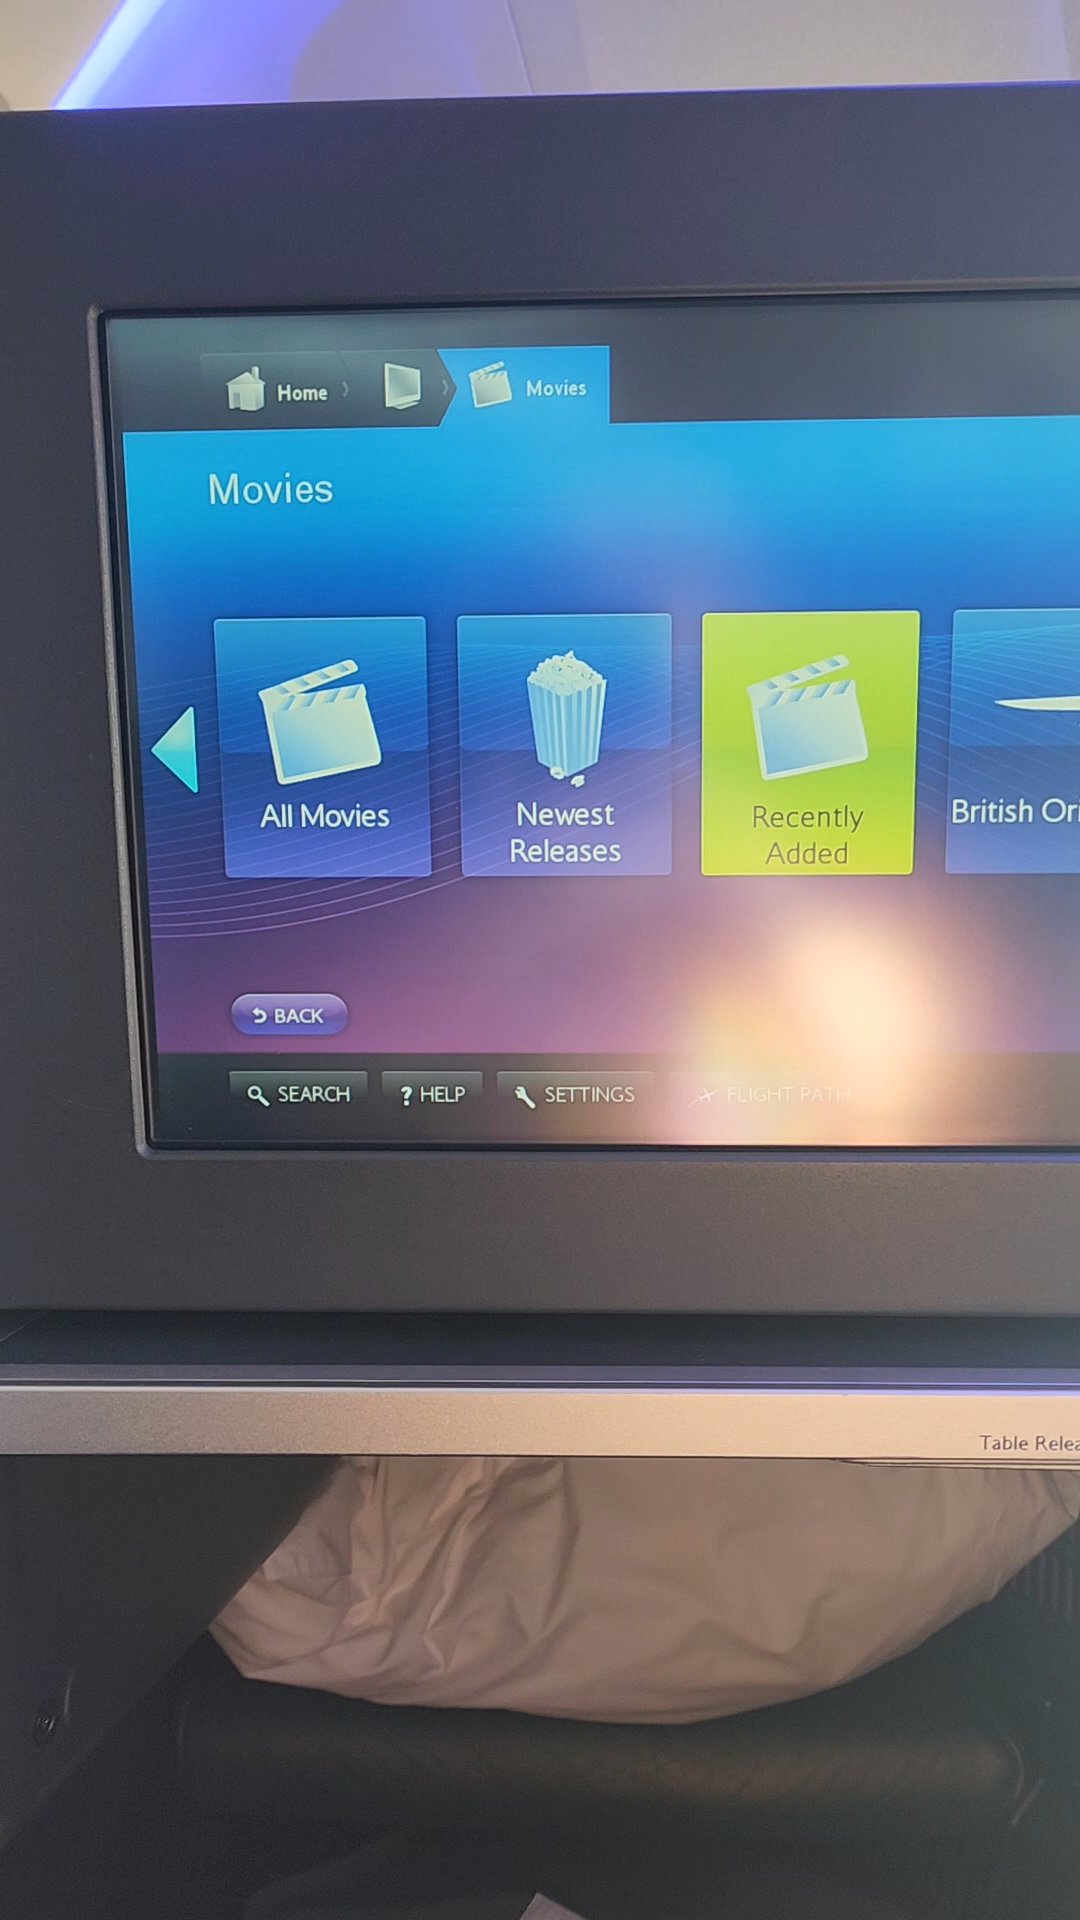 Home
Movies
Movies
All Movies
Newest
Releases
Recently
Added
British Ori
BACK
SEARCH
? HELP
SETTINGS
FLIGHT PATH
Table Relea